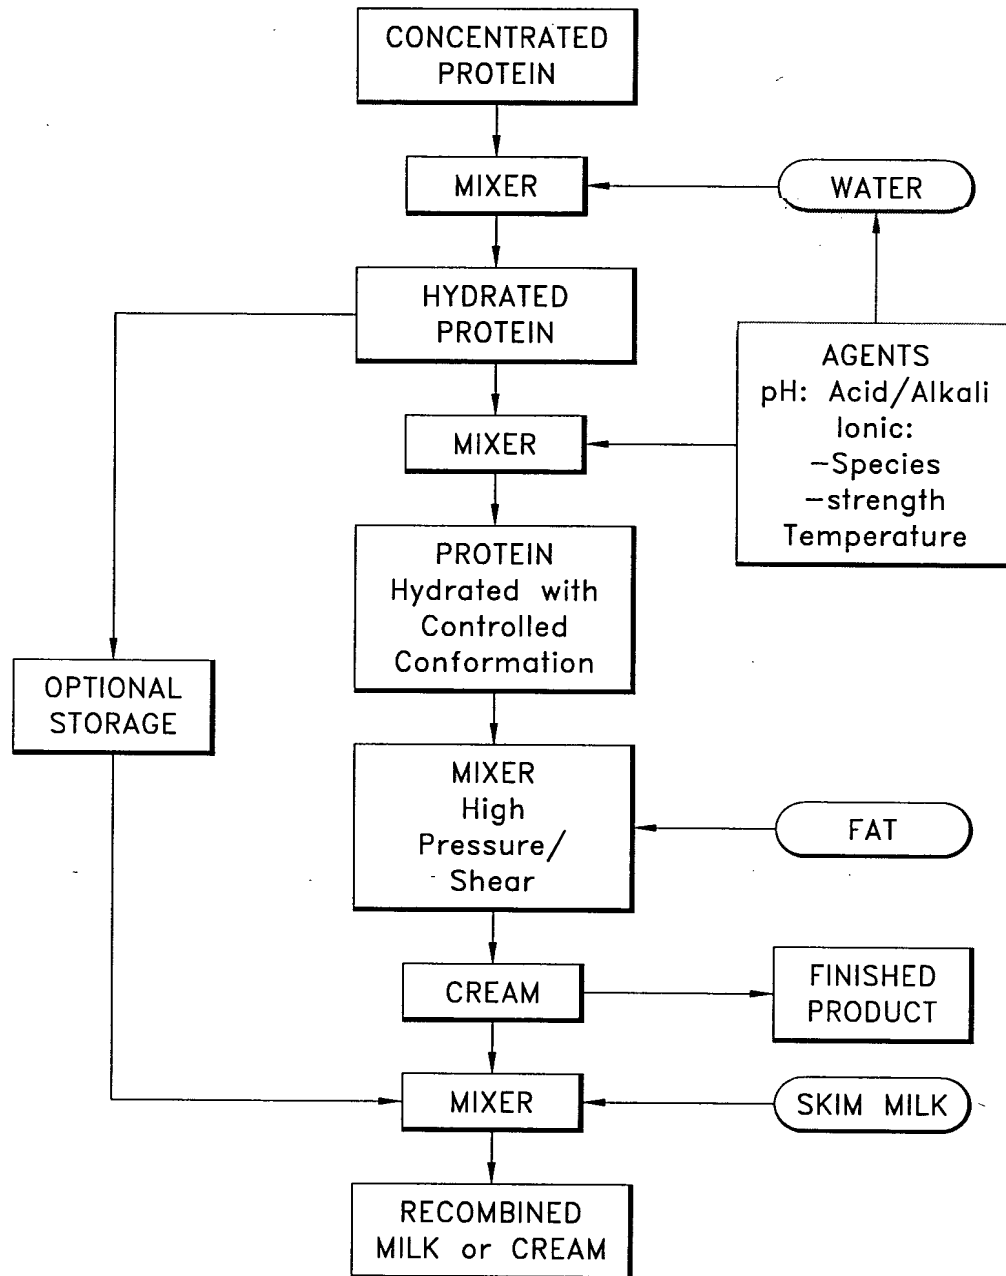 CONCENTRATED
PROTEIN
MIXER
WATER
HYDRATED
PROTEIN
AGENTS
pH: Acid/Alkali
Ionic:
-Species
-strength
Temperature
MIXER
PROTEIN
Hydrated with
Controlled
Conformation
OPTIONAL
STORAGE
MIXER
High
Pressure/
Shear
FAT
CREAM
FINISHED
PRODUCT
MIXER
SKIM MILK
RECOMBINED
MILK or CREAM